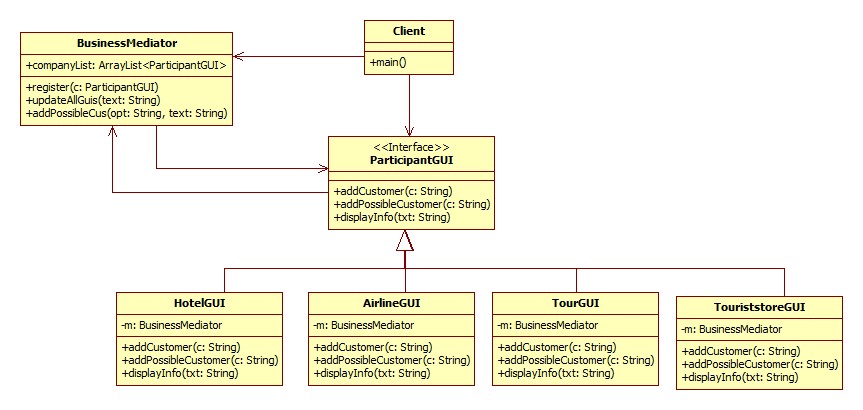 BusinessMediator
+companyList: ArrayList<ParticipantGUI>
+register(c: ParticipantGUI)
+updateAllGuis(text: String)
+addPossibleCus(opt: String, text: String)
Client
+main()
<<Interface>>
ParticipantGUI
+addCustomer(c: String)
+addPossibleCustomer(c: String)
+displayInfo(txt: String)
HotelGUI
-m: BusinessMediator
+addCustomer(c: String)
+addPossibleCustomer(c: String)
+displayInfo(txt: String)
AirlineGUI
-m: BusinessMediator
+addCustomer(c: String)
+addPossibleCustomer(c: String)
+displayInfo(txt: String)
TourGUI
-m: BusinessMediator
+addCustomer(c: String)
+addPossibleCustomer(c: String)
+displayInfo(txt: String)
TouriststoreGUI
-m: BusinessMediator
+addCustomer(c: String)
+addPossibleCustomer(c: String)
+displayInfo(txt: String)